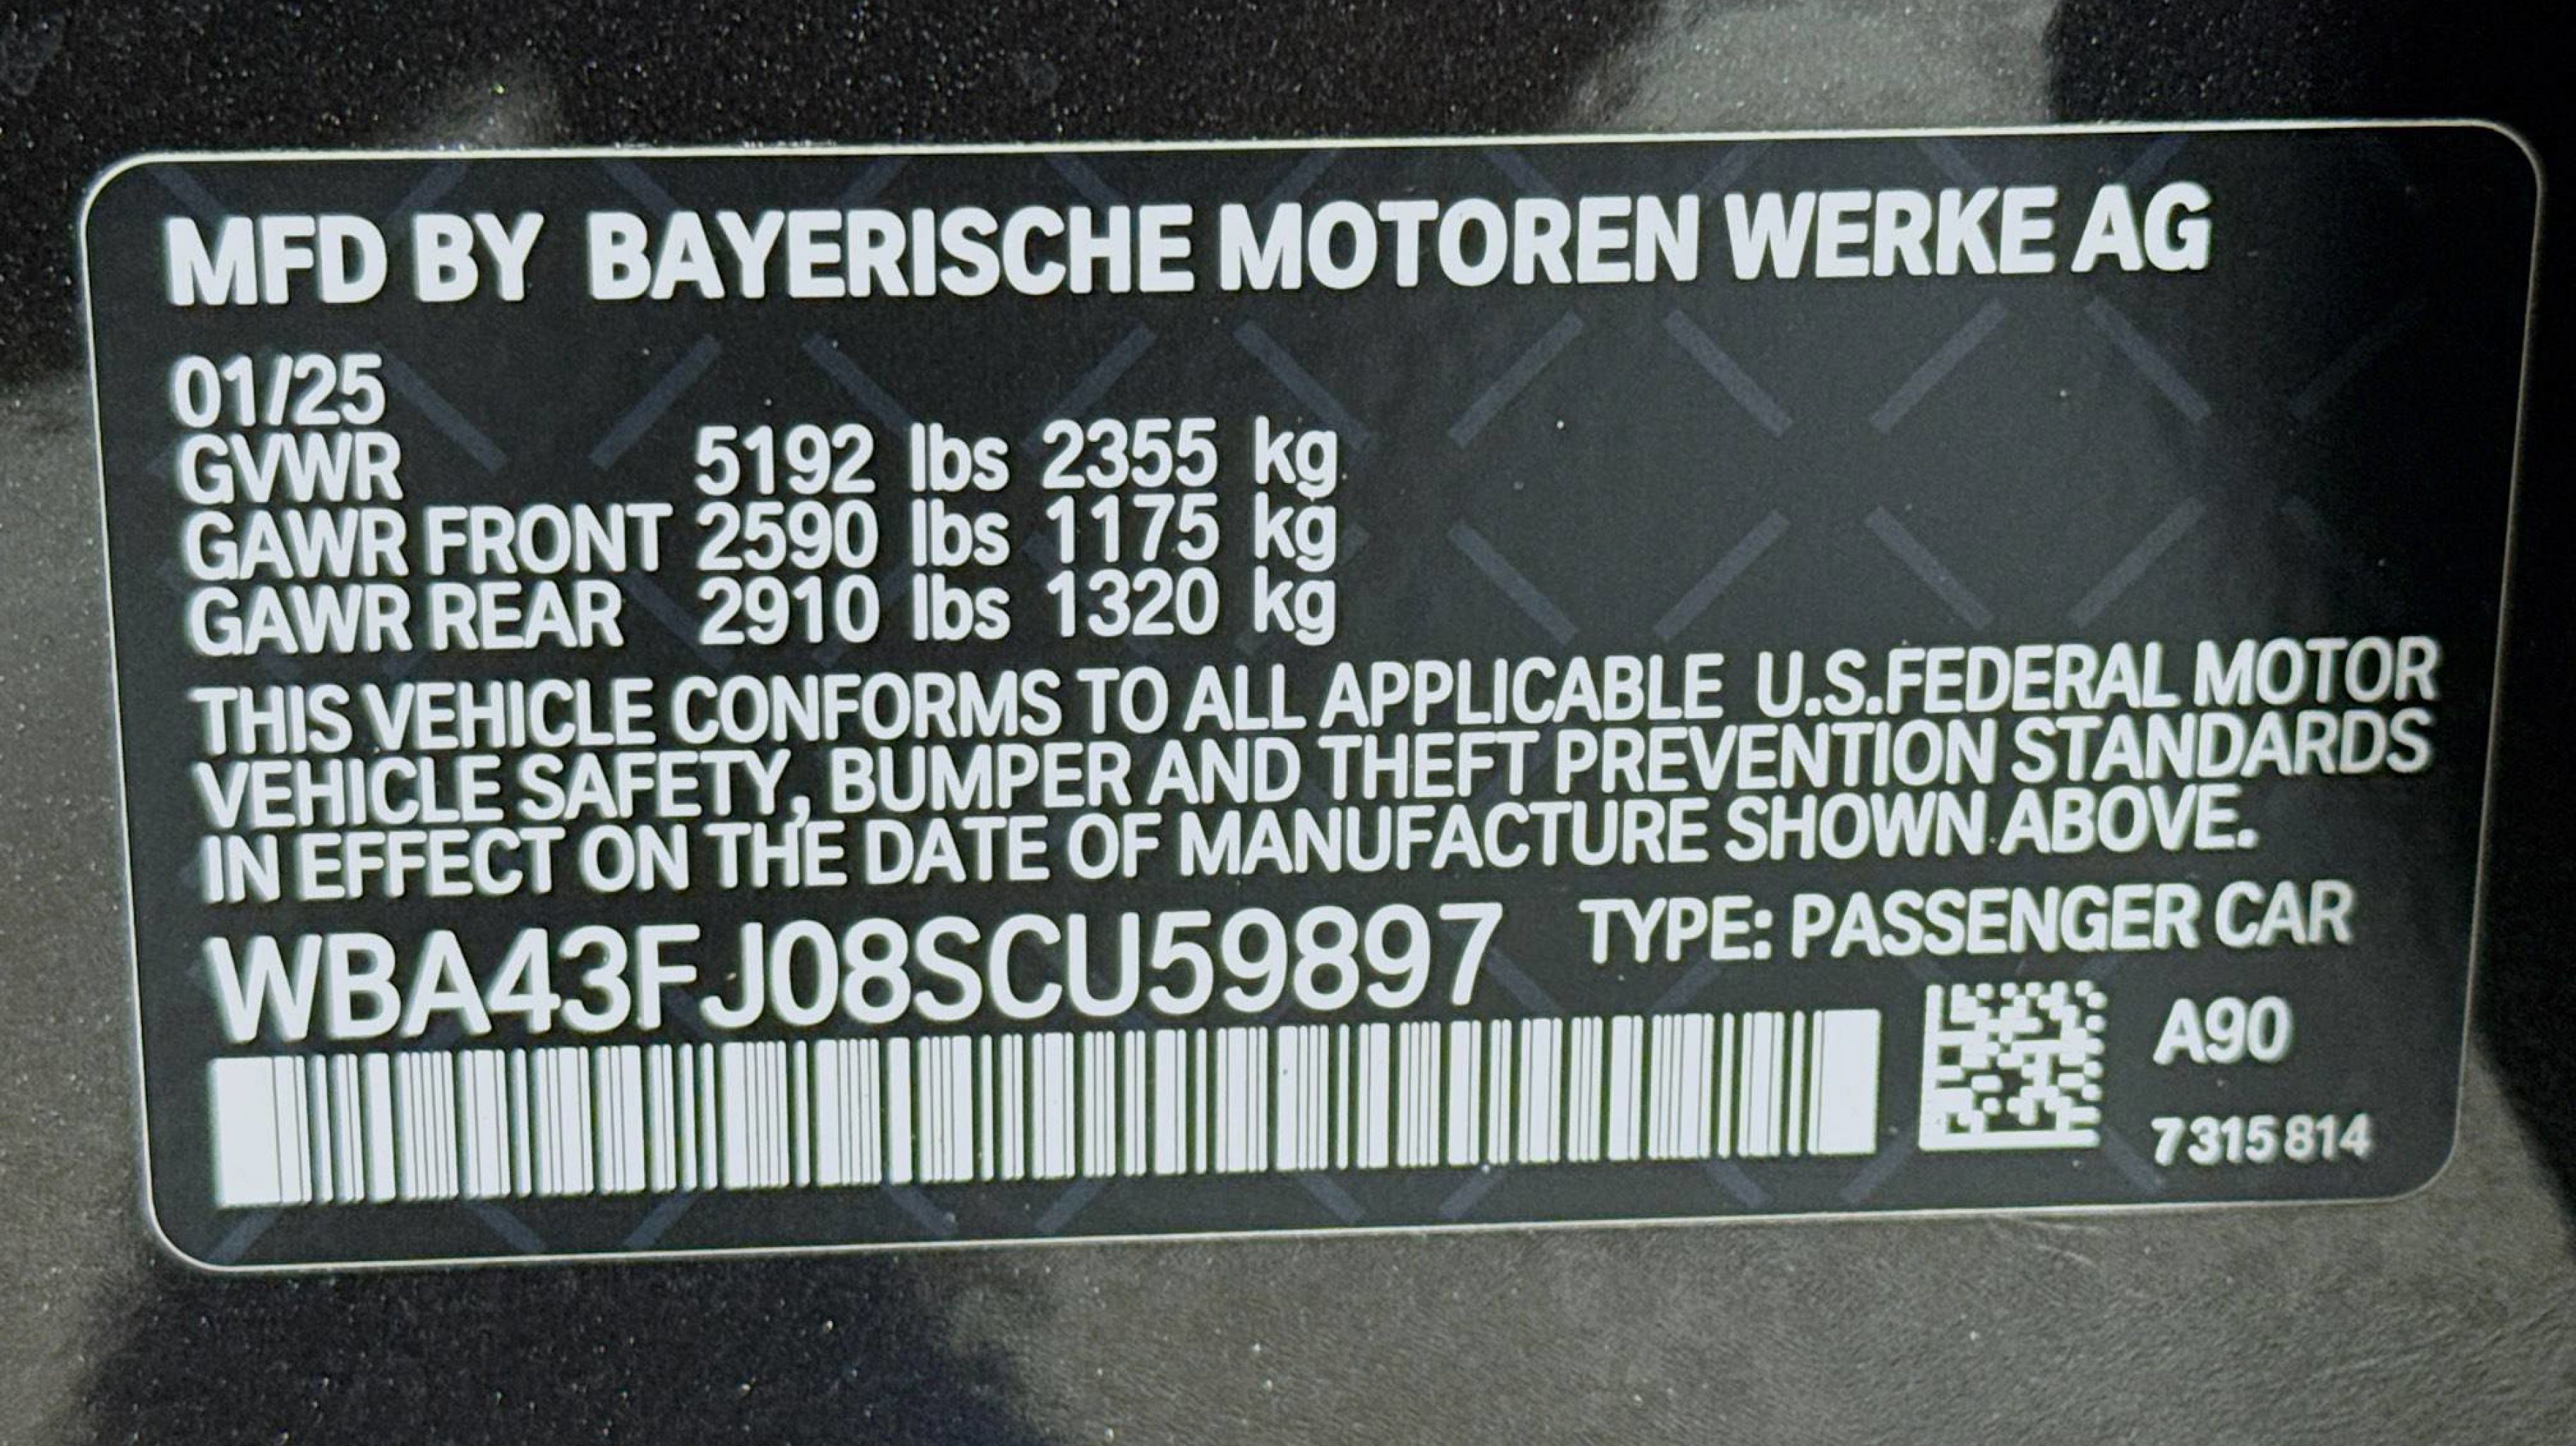 MFD BY BAYERISCHE MOTOREN WERKE AG
01/25
GVWR 5192 lbs 2355 kg
GAWR FRONT 2590 lbs 1175 kg
GAWR REAR 2910 lbs 1320 kg
THIS VEHICLE CONFORMS TO ALL APPLICABLE U.S.FEDERAL MOTOR
VEHICLE SAFETY, BUMPER AND THEFT PREVENTION STANDARDS
IN EFFECT ON THE DATE OF MANUFACTURE SHOWN ABOVE.
WBA43FJ08SCU59897 TYPE: PASSENGER CAR
A90
7315814